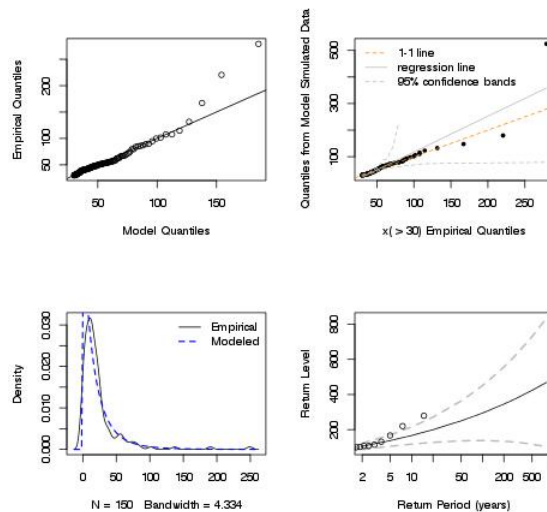 Empirical Quantiles
50 100 200
50 100 150
Model Quantiles
Quantiles from Model Simulated Data
100 300 500
1-1 line
regression line
95% confidence bands
50 100 150 200 250
x( > 30) Empirical Quantiles
Density
0.000 0.010 0.020 0.030
Empirical
Modeled
0 50 100 150 200 250
N = 150 Bandwidth = 4.334
Return Level
200 400 600 800
2 5 10 50 200 500
Return Period (years)